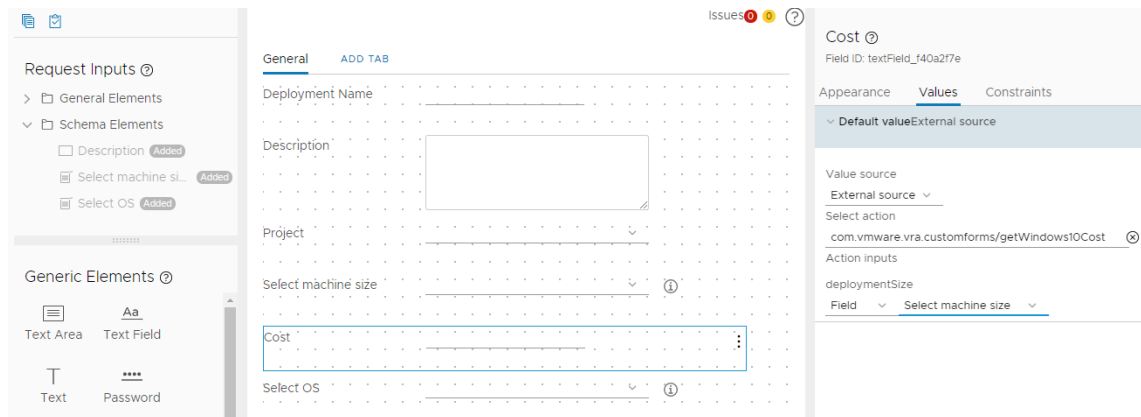 Issues 0 0
Request Inputs
General Elements
Schema Elements
Description Added
Select machine si... Added
Select OS Added
Generic Elements
Aa
Text Area Text Field
Text Password
General ADD TAB
Deployment Name
Description
Project
Select machine size
Cost
Select OS
Cost
Field ID: textField_f40a2f7e
Appearance Values Constraints
Default valueExternal source
Value source
External source
Select action
com.vmware.vra.customforms/getWindows10Cost
Action inputs
deploymentSize
Field Select machine size